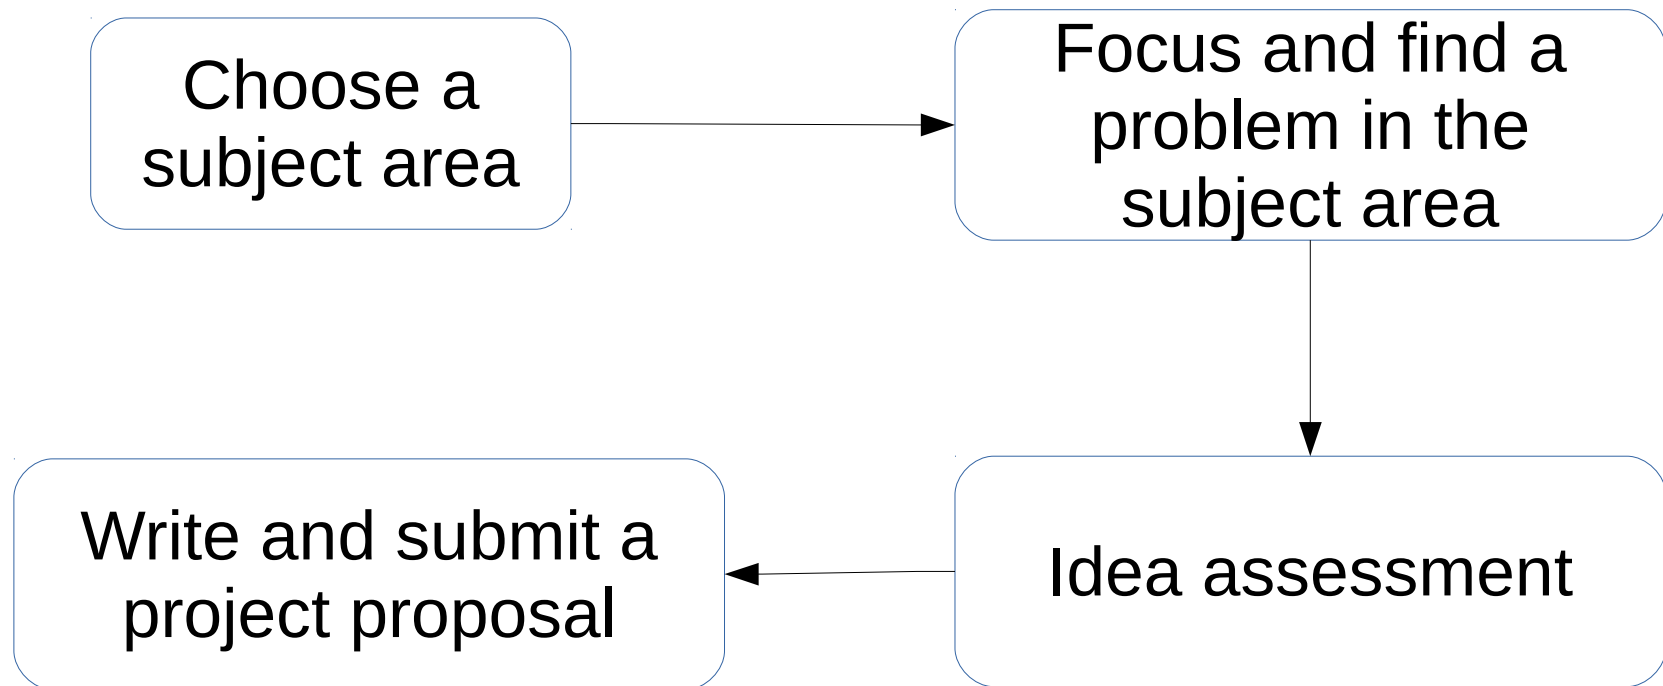 Choose a
subject area
Focus and find a
problem in the
subject area
Idea assessment
Write and submit a
project proposal